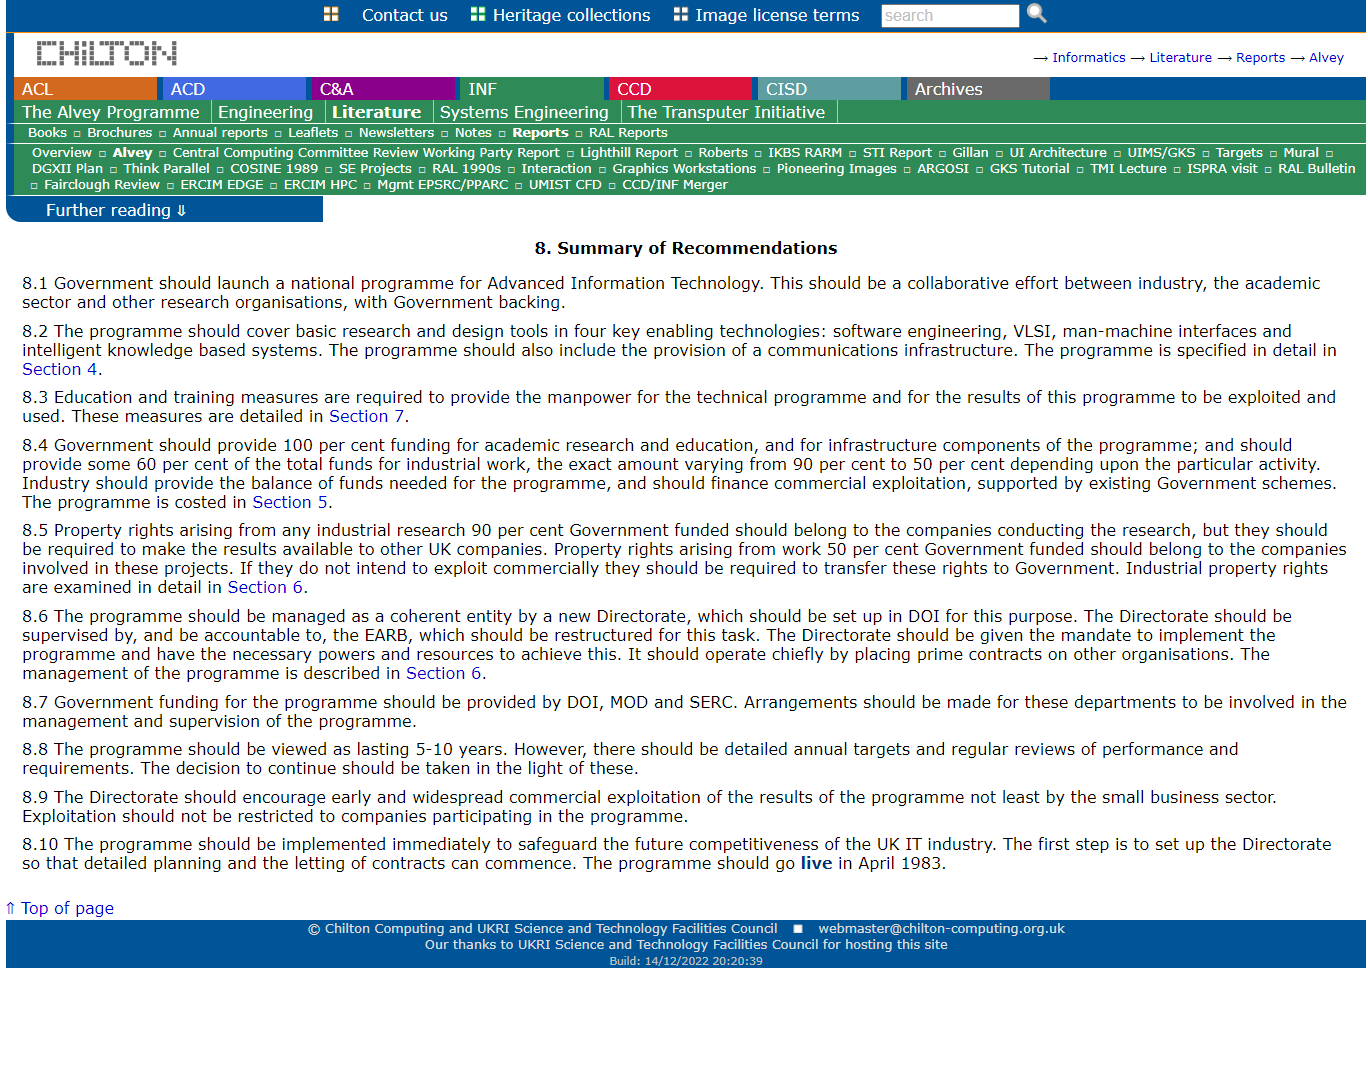 Contact us Heritage collections Image license terms search
CHiLTON
→ Informatics → Literature → Reports → Alvey
ACL ACD C&A INF CCD CISD Archives
The Alvey Programme Engineering Literature Systems Engineering The Transputer Initiative
Books □ Brochures □ Annual reports □ Leaflets □ Newsletters □ Notes □ Reports □ RAL Reports
Overview □ Alvey □ Central Computing Committee Review Working Party Report □ Lighthill Report □ Roberts □ IKBS RARM □ STI Report □ Gillan □ UI Architecture □ UIMS/GKS □ Targets □ Mural □
DGXII Plan □ Think Parallel □ COSINE 1989 □ SE Projects □ RAL 1990s □ Interaction □ Graphics Workstations □ Pioneering Images □ ARGOSI □ GKS Tutorial □ TMI Lecture □ ISPRA visit □ RAL Bulletin
□ Fairclough Review □ ERCIM EDGE □ ERCIM HPC □ Mgmt EPSRC/PPARC □ UMIST CFD □ CCD/INF Merger
Further reading ⇓
8. Summary of Recommendations
8.1 Government should launch a national programme for Advanced Information Technology. This should be a collaborative effort between industry, the academic
sector and other research organisations, with Government backing.
8.2 The programme should cover basic research and design tools in four key enabling technologies: software engineering, VLSI, man-machine interfaces and
intelligent knowledge based systems. The programme should also include the provision of a communications infrastructure. The programme is specified in detail in
Section 4.
8.3 Education and training measures are required to provide the manpower for the technical programme and for the results of this programme to be exploited and
used. These measures are detailed in Section 7.
8.4 Government should provide 100 per cent funding for academic research and education, and for infrastructure components of the programme; and should
provide some 60 per cent of the total funds for industrial work, the exact amount varying from 90 per cent to 50 per cent depending upon the particular activity.
Industry should provide the balance of funds needed for the programme, and should finance commercial exploitation, supported by existing Government schemes.
The programme is costed in Section 5.
8.5 Property rights arising from any industrial research 90 per cent Government funded should belong to the companies conducting the research, but they should
be required to make the results available to other UK companies. Property rights arising from work 50 per cent Government funded should belong to the companies
involved in these projects. If they do not intend to exploit commercially they should be required to transfer these rights to Government. Industrial property rights
are examined in detail in Section 6.
8.6 The programme should be managed as a coherent entity by a new Directorate, which should be set up in DOI for this purpose. The Directorate should be
supervised by, and be accountable to, the EARB, which should be restructured for this task. The Directorate should be given the mandate to implement the
programme and have the necessary powers and resources to achieve this. It should operate chiefly by placing prime contracts on other organisations. The
management of the programme is described in Section 6.
8.7 Government funding for the programme should be provided by DOI, MOD and SERC. Arrangements should be made for these departments to be involved in the
management and supervision of the programme.
8.8 The programme should be viewed as lasting 5-10 years. However, there should be detailed annual targets and regular reviews of performance and
requirements. The decision to continue should be taken in the light of these.
8.9 The Directorate should encourage early and widespread commercial exploitation of the results of the programme not least by the small business sector.
Exploitation should not be restricted to companies participating in the programme.
8.10 The programme should be implemented immediately to safeguard the future competitiveness of the UK IT industry. The first step is to set up the Directorate
so that detailed planning and the letting of contracts can commence. The programme should go live in April 1983.
⇑ Top of page
© Chilton Computing and UKRI Science and Technology Facilities Council ■ webmaster@chilton-computing.org.uk
Our thanks to UKRI Science and Technology Facilities Council for hosting this site
Build: 14/12/2022 20:20:39